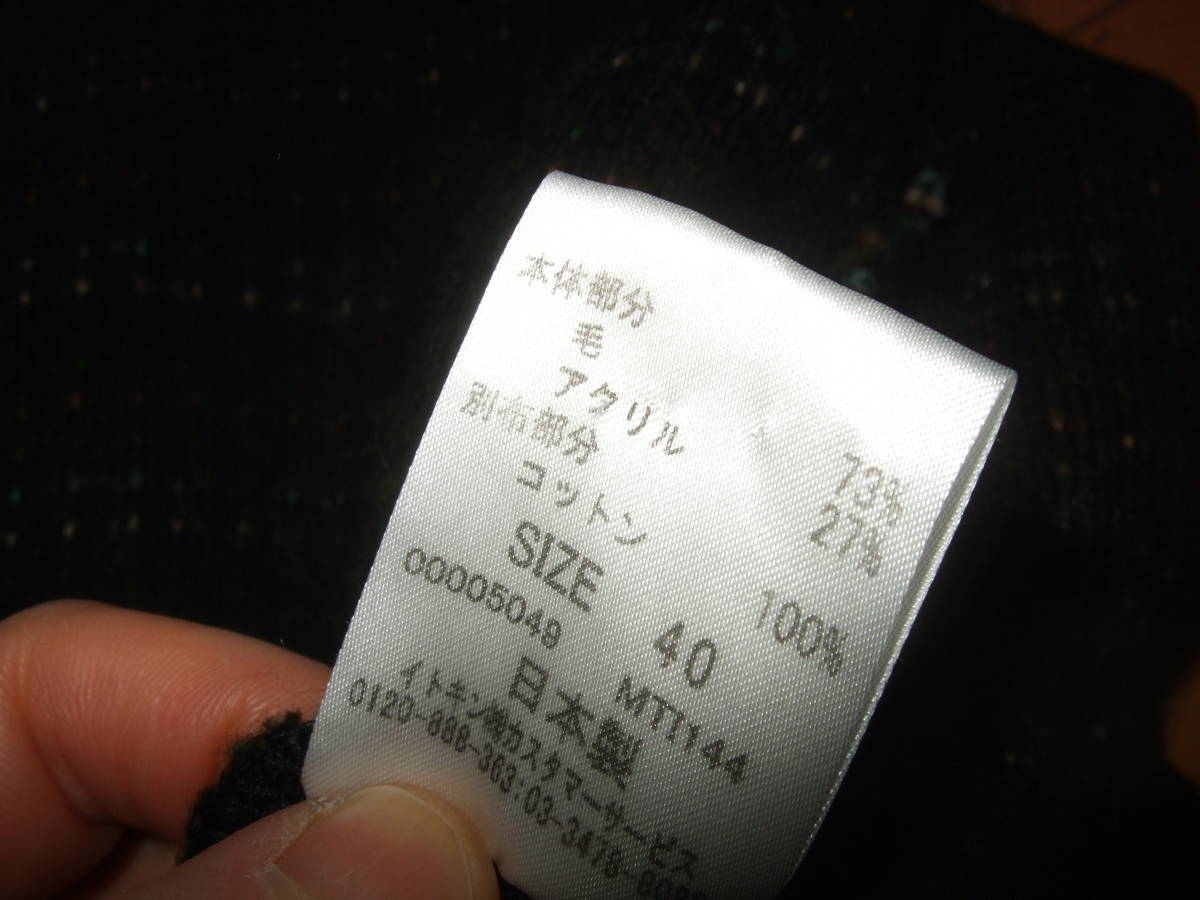 本体部分
毛 73%
アクリル 27%
別布部分
コットン 100%
SIZE 40
00005049 MTI144
日本製
イトキン㈱カスタマーサービス
0120-888-363:03-3478-